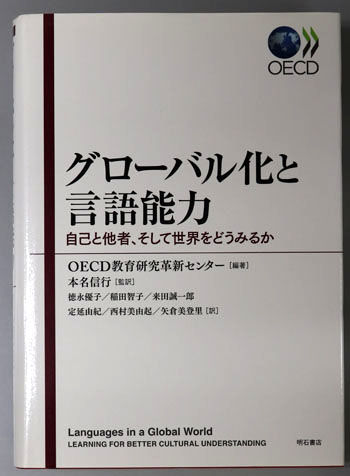 OECD
グローバル化と
言語能力
自己と他者、そして世界をどうみるか
OECD教育研究革新センター［編著］
本名信行［監訳］
徳永優子／稲田智子／来田誠一郎
定延由紀／西村美由起／矢倉美登里［訳］
Languages in a Global World
LEARNING FOR BETTER CULTURAL UNDERSTANDING
明石書店